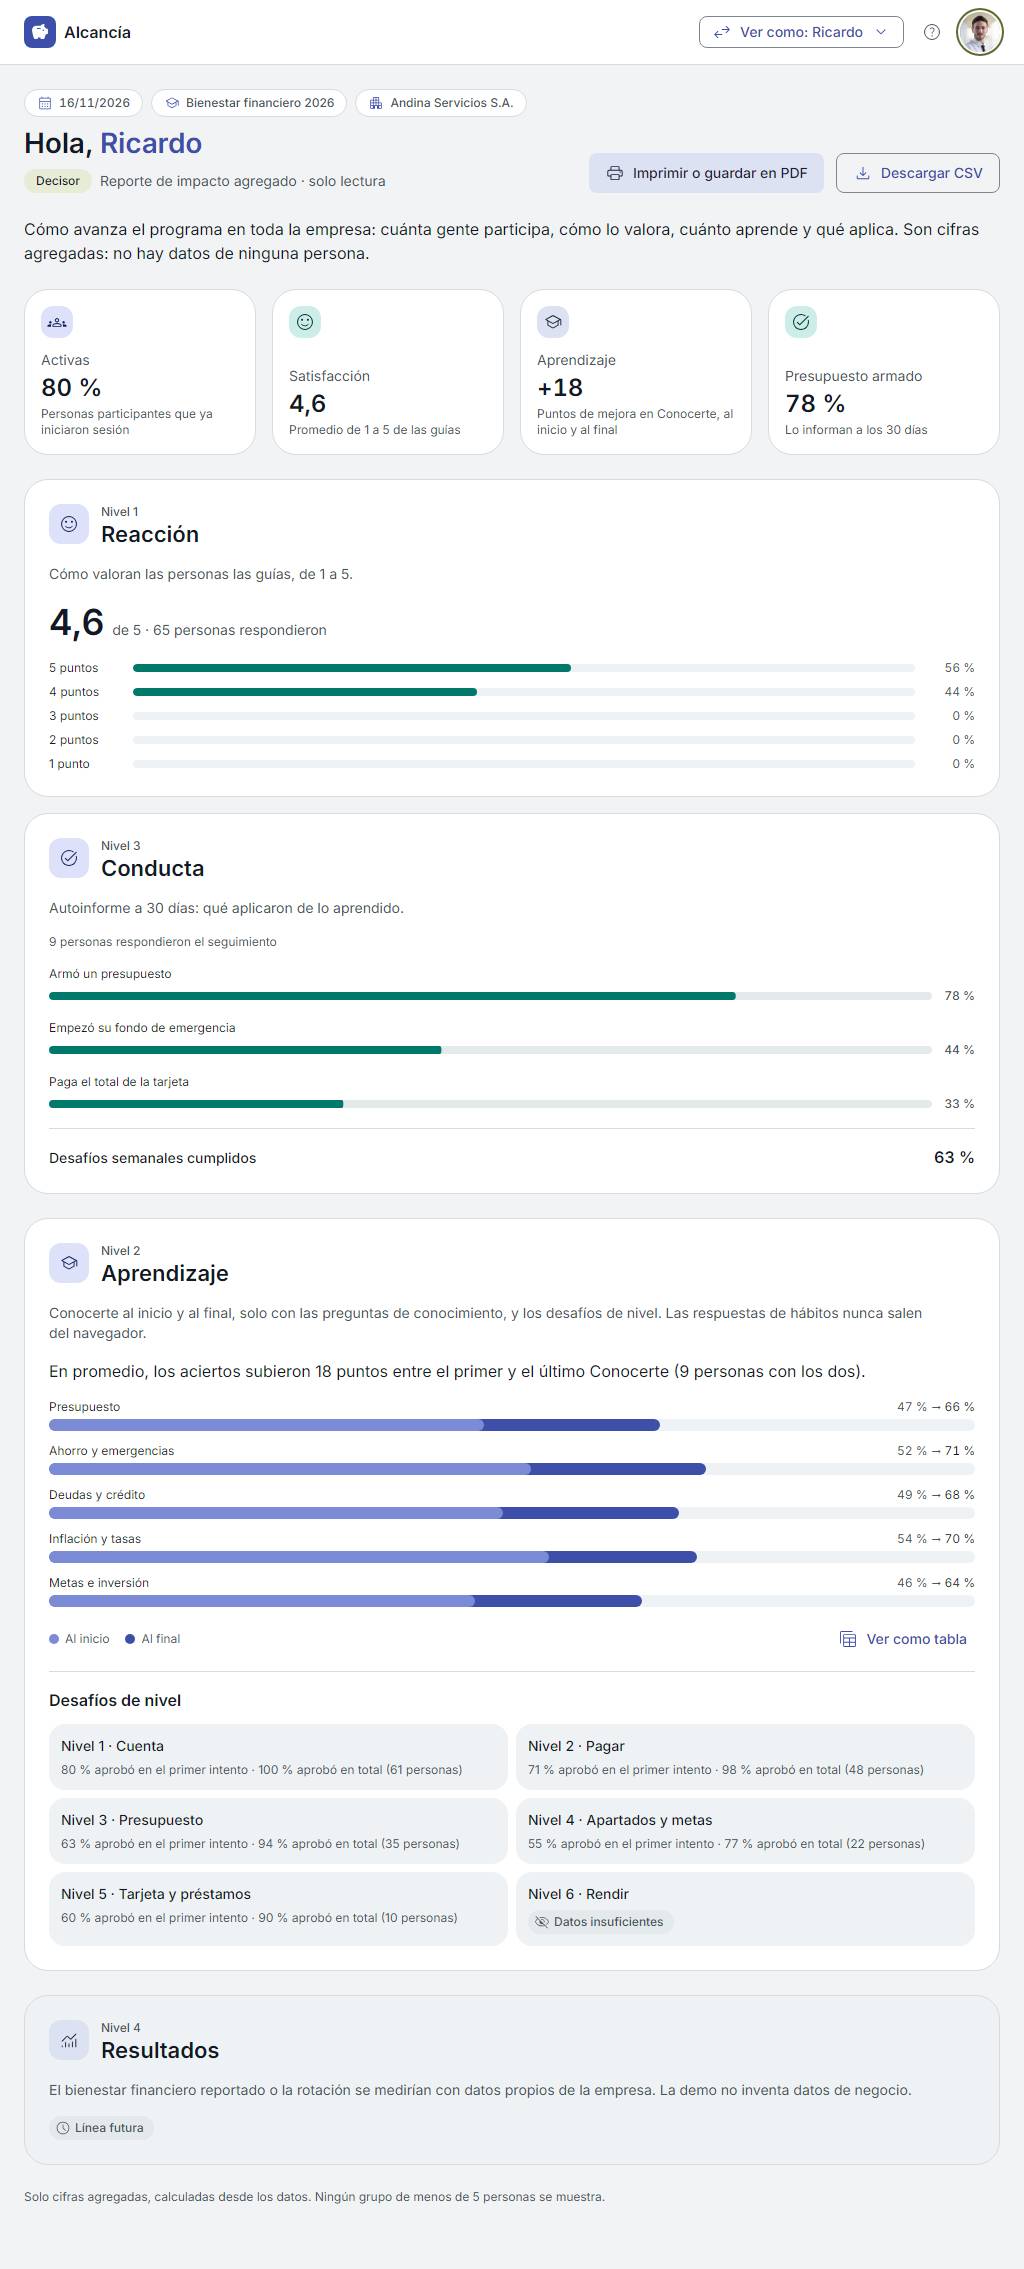 Alcancía
Ver como: Ricardo
16/11/2026
Bienestar financiero 2026
Andina Servicios S.A.
Hola, Ricardo
Decisor
Reporte de impacto agregado · solo lectura
Imprimir o guardar en PDF
Descargar CSV
Cómo avanza el programa en toda la empresa: cuánta gente participa, cómo lo valora, cuánto aprende y qué aplica. Son cifras
agregadas: no hay datos de ninguna persona.
Activas
80 %
Personas participantes que ya
iniciaron sesión
Satisfacción
4,6
Promedio de 1 a 5 de las guías
Aprendizaje
+18
Puntos de mejora en Conocerte, al
inicio y al final
Presupuesto armado
78 %
Lo informan a los 30 días
Nivel 1
Reacción
Cómo valoran las personas las guías, de 1 a 5.
4,6 de 5 · 65 personas respondieron
5 puntos 56 %
4 puntos 44 %
3 puntos 0 %
2 puntos 0 %
1 punto 0 %
Nivel 3
Conducta
Autoinforme a 30 días: qué aplicaron de lo aprendido.
9 personas respondieron el seguimiento
Armó un presupuesto
78 %
Empezó su fondo de emergencia
44 %
Paga el total de la tarjeta
33 %
Desafíos semanales cumplidos 63 %
Nivel 2
Aprendizaje
Conocerte al inicio y al final, solo con las preguntas de conocimiento, y los desafíos de nivel. Las respuestas de hábitos nunca salen
del navegador.
En promedio, los aciertos subieron 18 puntos entre el primer y el último Conocerte (9 personas con los dos).
Presupuesto 47 % → 66 %
Ahorro y emergencias 52 % → 71 %
Deudas y crédito 49 % → 68 %
Inflación y tasas 54 % → 70 %
Metas e inversión 46 % → 64 %
Al inicio Al final
Ver como tabla
Desafíos de nivel
Nivel 1 · Cuenta
80 % aprobó en el primer intento · 100 % aprobó en total (61 personas)
Nivel 2 · Pagar
71 % aprobó en el primer intento · 98 % aprobó en total (48 personas)
Nivel 3 · Presupuesto
63 % aprobó en el primer intento · 94 % aprobó en total (35 personas)
Nivel 4 · Apartados y metas
55 % aprobó en el primer intento · 77 % aprobó en total (22 personas)
Nivel 5 · Tarjeta y préstamos
60 % aprobó en el primer intento · 90 % aprobó en total (10 personas)
Nivel 6 · Rendir
Datos insuficientes
Nivel 4
Resultados
El bienestar financiero reportado o la rotación se medirían con datos propios de la empresa. La demo no inventa datos de negocio.
Línea futura
Solo cifras agregadas, calculadas desde los datos. Ningún grupo de menos de 5 personas se muestra.